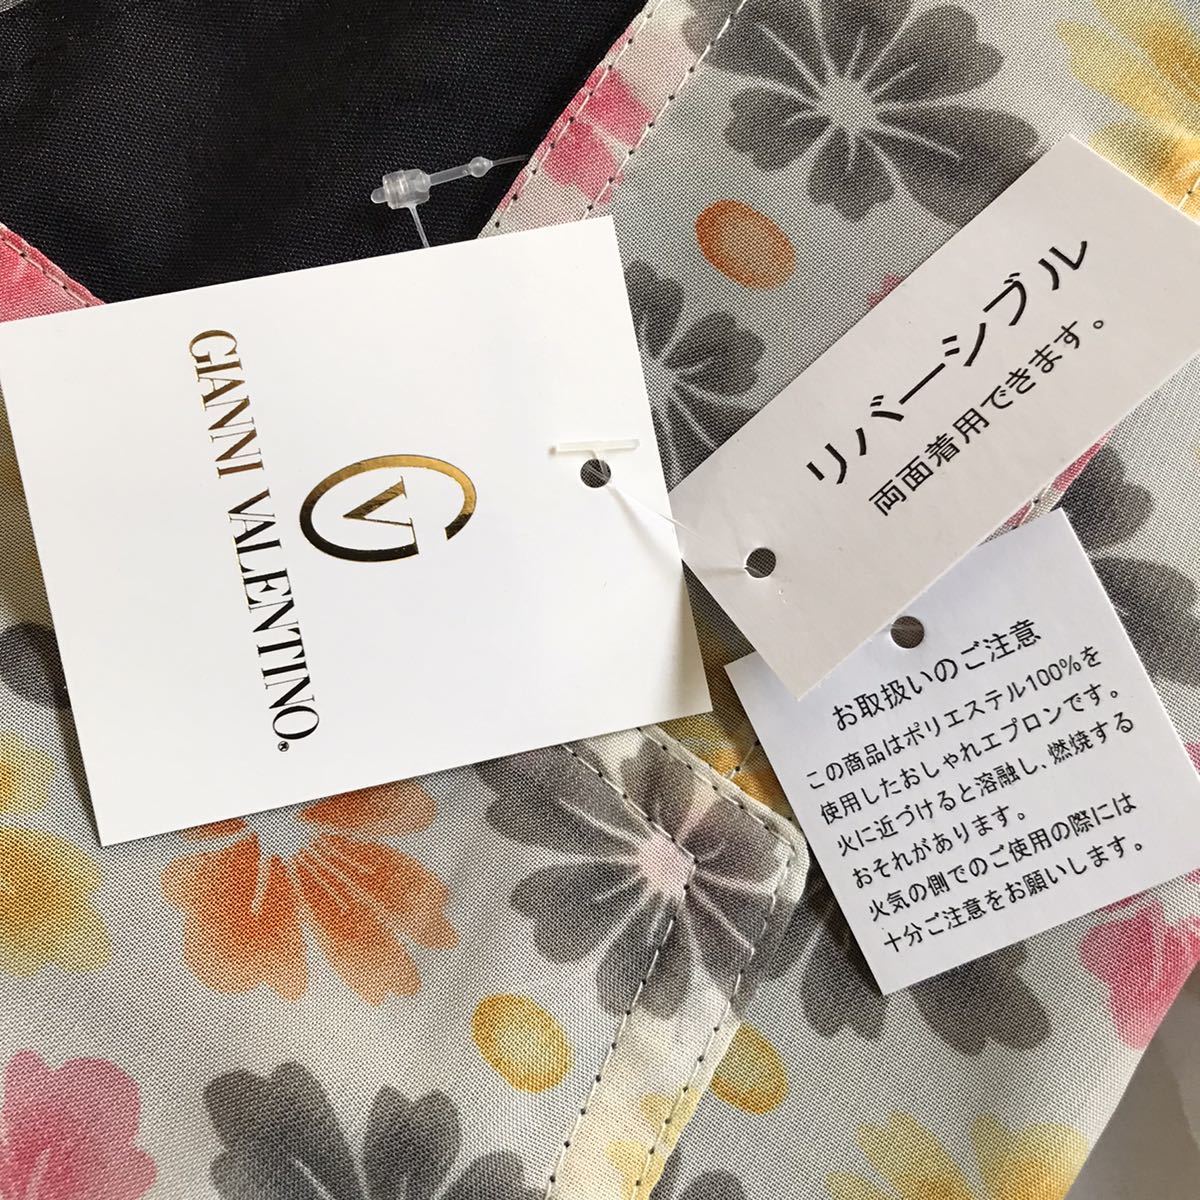 GIANNI VALENTINO®
GV
リバーシブル
両面着用できます。
お取扱いのご注意
この商品はポリエステル100%を
使用したおしゃれエプロンです。
火に近づけると溶融し、燃焼する
おそれがあります。
火気の側でのご使用の際には
十分ご注意をお願いします。